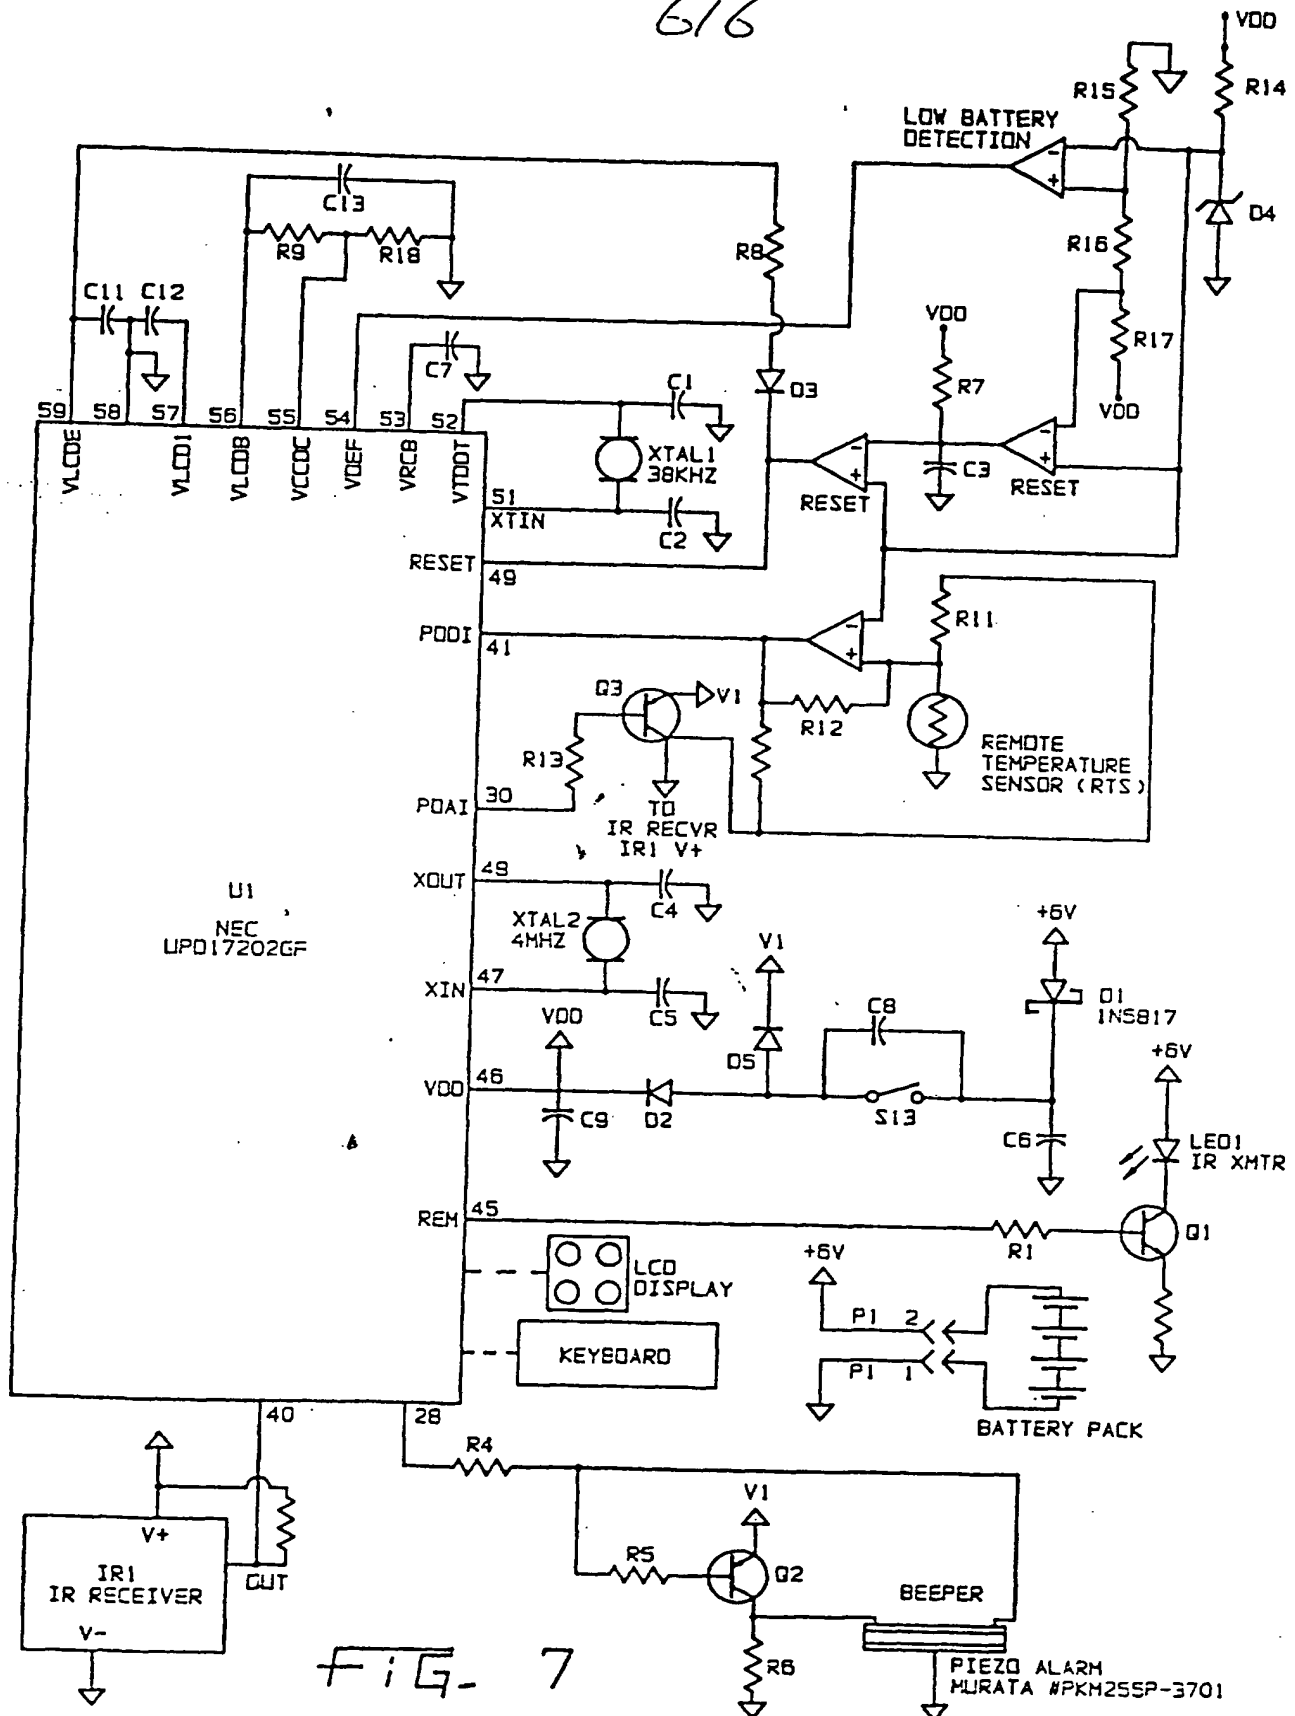 6/6
VDD
R15
R14
LOW BATTERY
DETECTION
C13
R9
R18
R8
R16
D4
C11
C12
C7
VDD
R17
R7
D3
C1
VDD
59
58
57
56
55
54
53
52
VLCDE
VLCD1
VLCDB
VCCDC
VDEF
VRCB
VTDDT
XTAL1
38KHZ
C3
RESET
RESET
51
XTIN
C2
RESET
49
PODI
41
R11
Q3
V1
R12
R13
REMOTE
TEMPERATURE
SENSOR (RTS)
POAI
30
TO
IR RECVR
IR1 V+
XOUT
48
C4
U1
NEC
UPD17202GF
XTAL2
4MHZ
+6V
V1
XIN
47
C5
C8
D1
1N5817
VDD
D5
+6V
VDD
46
C9
D2
S13
C6
LED1
IR XMTR
REM
45
R1
Q1
LCD
DISPLAY
+6V
P1 2
KEYBOARD
P1 1
BATTERY PACK
40
28
R4
V1
V+
IR1
IR RECEIVER
OUT
V-
R5
Q2
BEEPER
R6
PIEZO ALARM
MURATA #PKM25SP-3701
FIG. 7